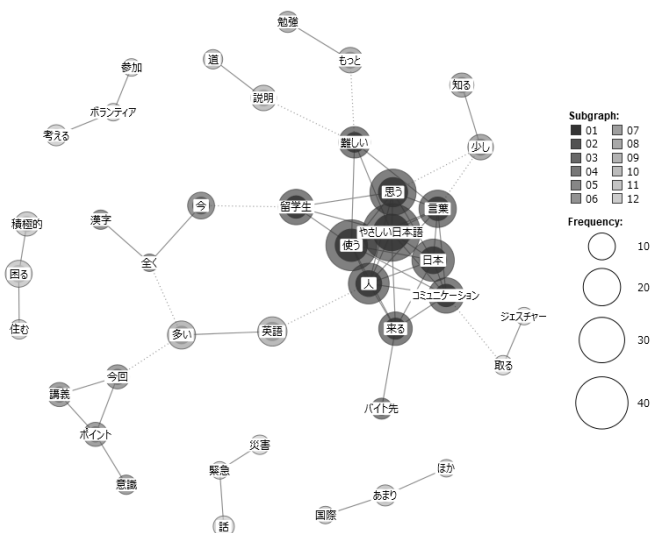 勉強
道
もっと
参加
説明
知る
ボランティア
考える
難しい
少し
思う
今
留学生
言葉
積極的
漢字
やさしい日本語
使う
全く
日本
困る
人
コミュニケーション
ジェスチャー
住む
多い
英語
来る
取る
今回
講義
バイト先
ポイント
災害
緊急
ほか
意識
あまり
国際
話
Subgraph:
01 07
02 08
03 09
04 10
05 11
06 12
Frequency:
10
20
30
40